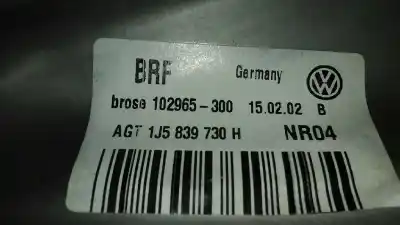 BRF Germany
brose 102965-300 15.02.02 B
AGT 1J5 839 730 H NR04